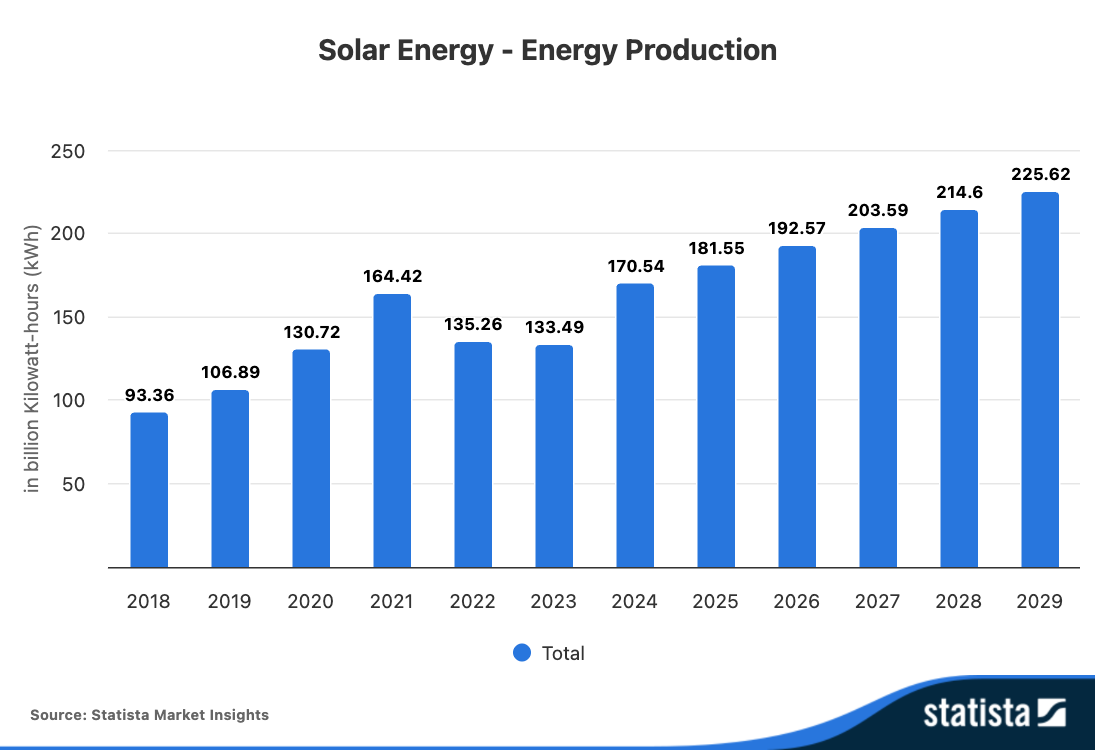 Solar Energy - Energy Production
in billion Kilowatt-hours (kWh)
250
200
150
100
50
93.36
106.89
130.72
164.42
135.26
133.49
170.54
181.55
192.57
203.59
214.6
225.62
2018 2019 2020 2021 2022 2023 2024 2025 2026 2027 2028 2029
Total
Source: Statista Market Insights
statista